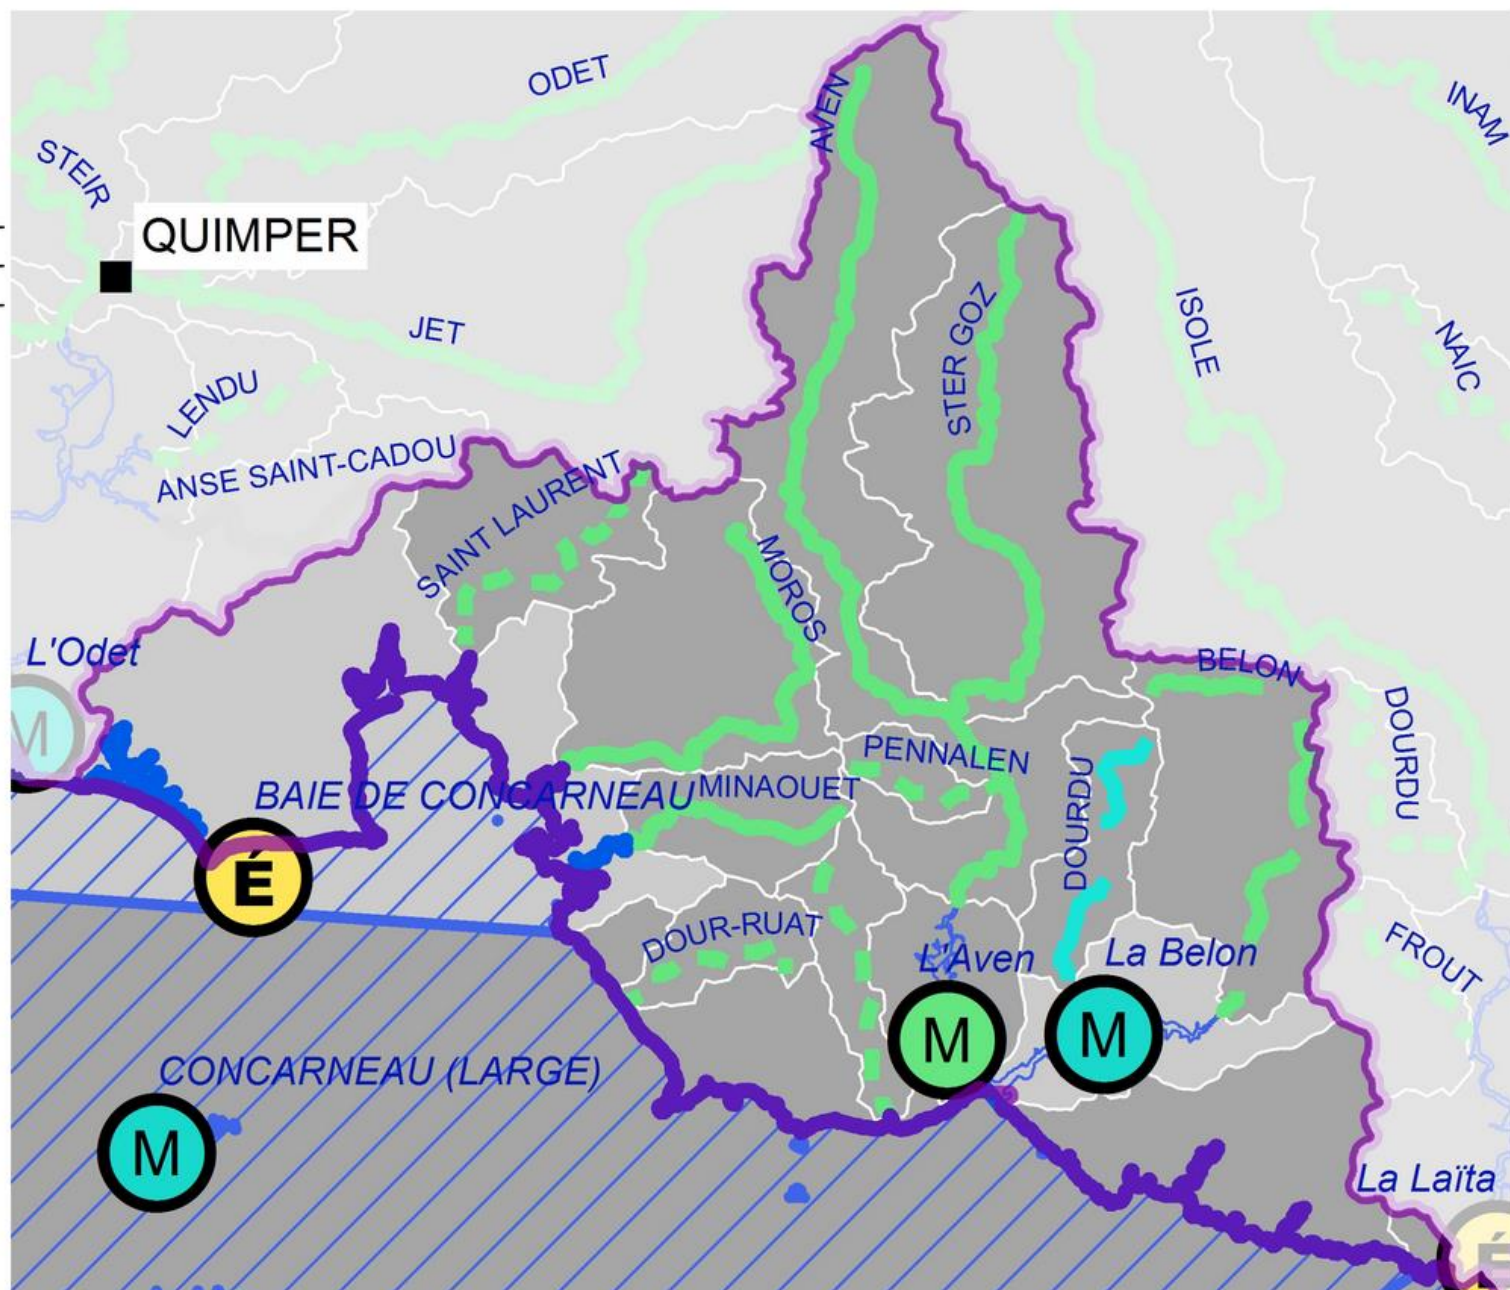 ODET
AVEN
INAM
STEIR
QUIMPER
ISOLE
STER GOZ
JET
NAIC
LENDU
ANSE SAINT-CADOU
SAINT LAURENT
MOROS
L'Odet
BELON
M
DOURDU
PENNALEN
BAIE DE CONCARNEAU
MINAOUET
DOURDU
É
DOUR-RUAT
L'Aven
La Belon
FROUT
M
M
CONCARNEAU (LARGE)
M
La Laïta
É